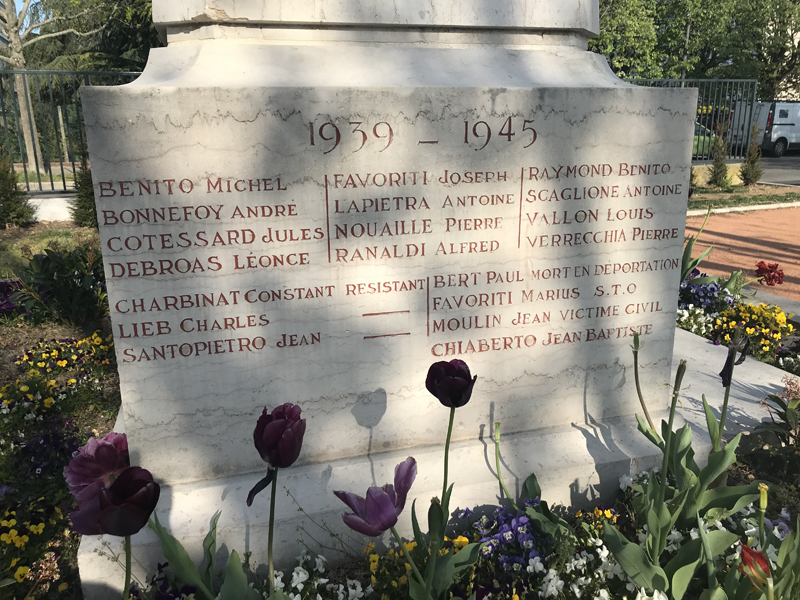 1939 – 1945
BENITO MICHEL
BONNEFOY ANDRÉ
COTESSARD JULES
DEBROAS LÉONCE
FAVORITI JOSEPH
LAPIETRA ANTOINE
NOUAILLE PIERRE
RANALDI ALFRED
RAYMOND BENITO
SCAGLIONE ANTOINE
VALLON LOUIS
VERRECCHIA PIERRE
CHARBINAT CONSTANT RESISTANT
LIEB CHARLES —
SANTOPIETRO JEAN —
BERT PAUL MORT EN DÉPORTATION
FAVORITI MARIUS S.T.O
MOULIN JEAN VICTIME CIVIL
CHIABERTO JEAN BAPTISTE